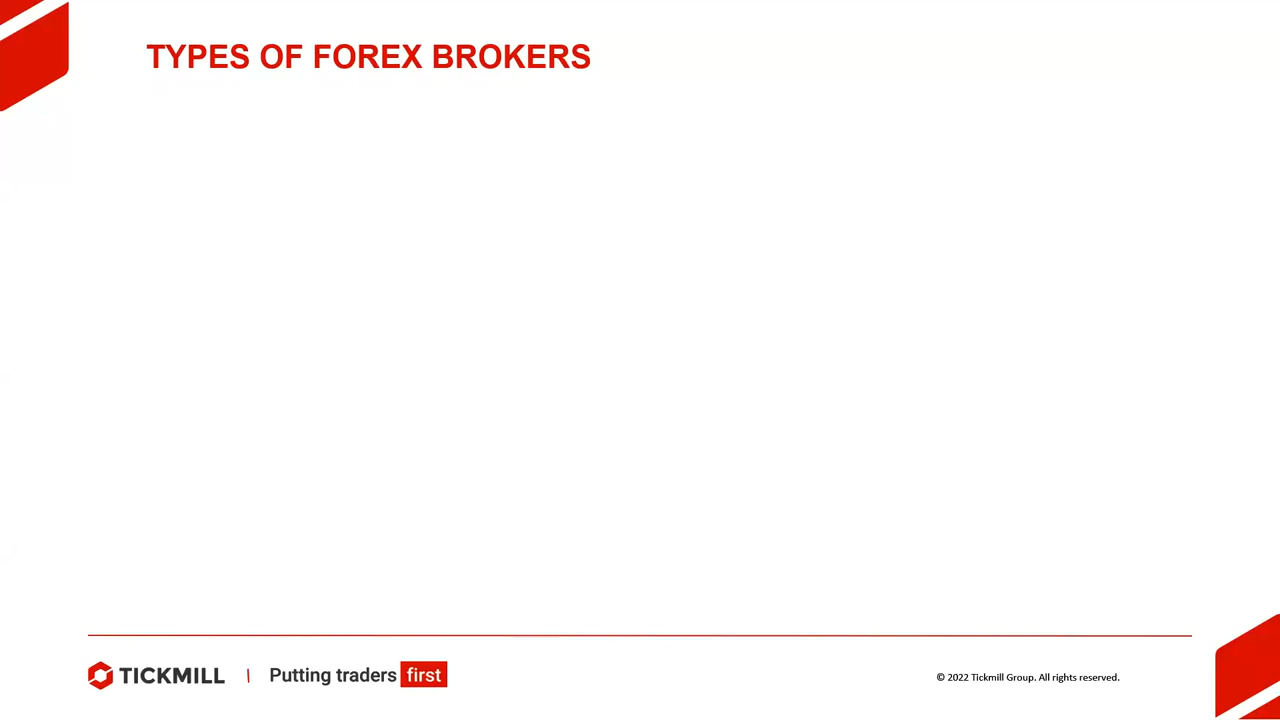 TYPES OF FOREX BROKERS
TICKMILL | Putting traders first
© 2022 Tickmill Group. All rights reserved.